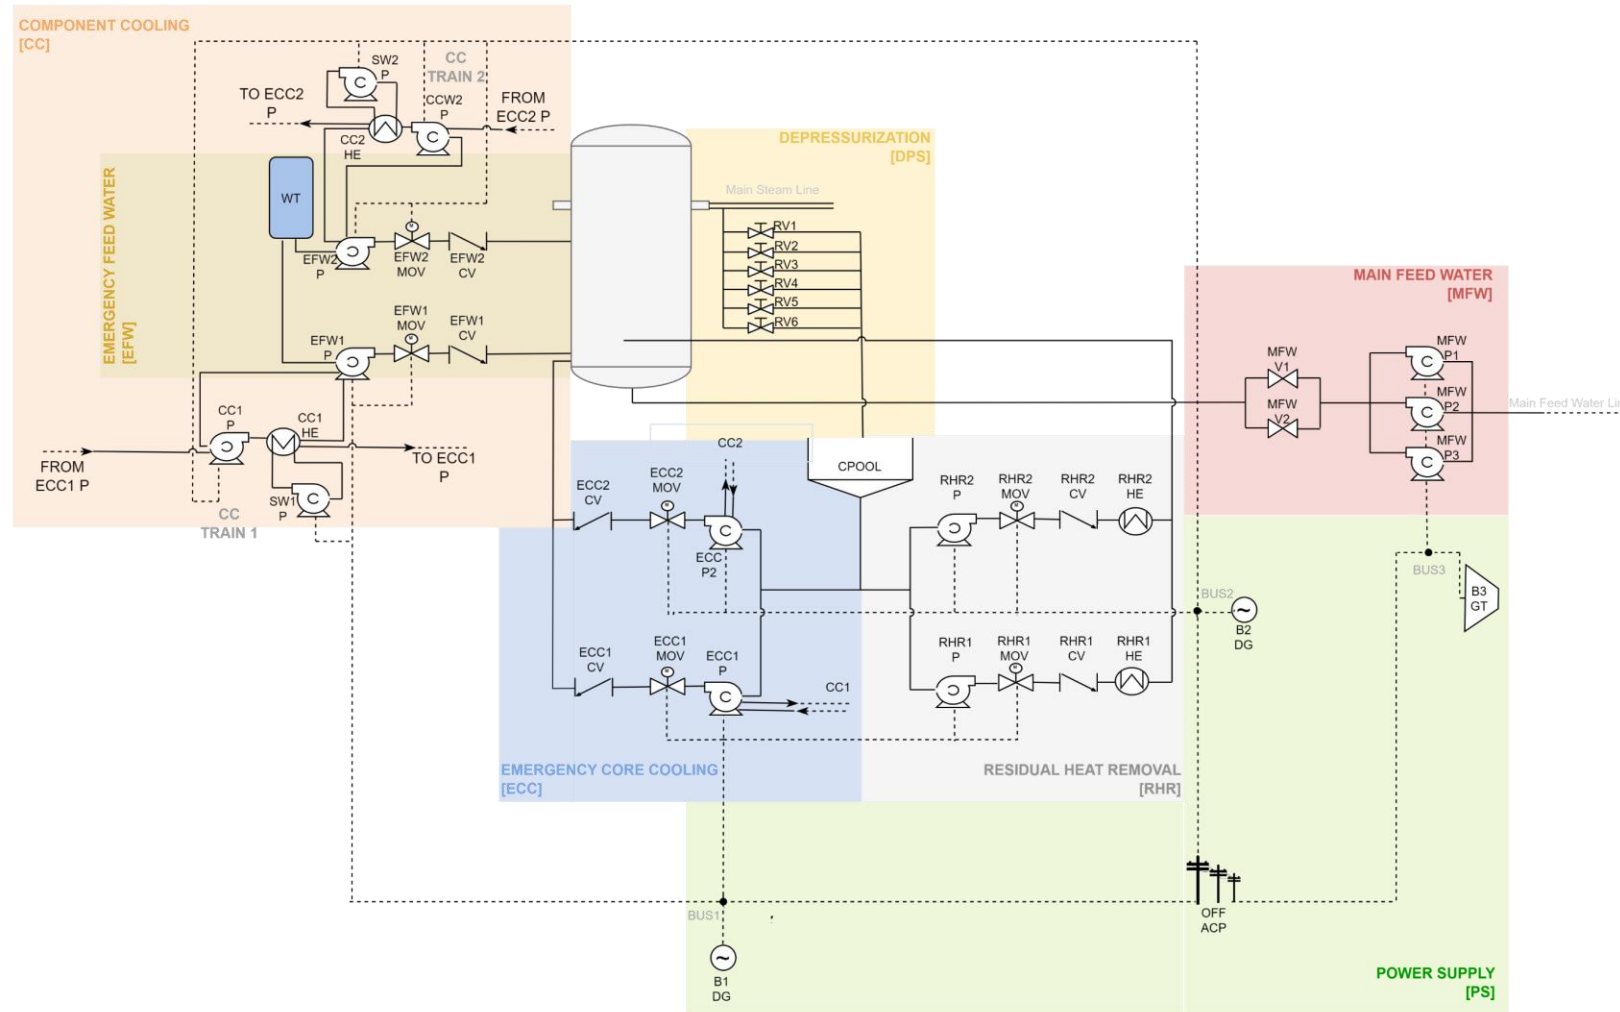 COMPONENT COOLING
[CC]
SW2
P
CC
TRAIN 2
TO ECC2
P
CCW2
P
FROM
ECC2 P
CC2
HE
DEPRESSURIZATION
[DPS]
EMERGENCY FEED WATER
[EFW]
WT
Main Steam Line
EFW2
P
EFW2
MOV
EFW2
CV
RV1
RV2
RV3
RV4
RV5
RV6
MAIN FEED WATER
[MFW]
EFW1
P
EFW1
MOV
EFW1
CV
MFW
V1
MFW
V2
MFW
P1
MFW
P2
MFW
P3
Main Feed Water Lin
CC1
P
CC1
HE
FROM
ECC1 P
TO ECC1
P
SW1
P
CC
TRAIN 1
CC2
CPOOL
ECC2
CV
ECC2
MOV
ECC
P2
RHR2
P
RHR2
MOV
RHR2
CV
RHR2
HE
BUS2
B2
DG
BUS3
B3
GT
ECC1
CV
ECC1
MOV
ECC1
P
CC1
RHR1
P
RHR1
MOV
RHR1
CV
RHR1
HE
EMERGENCY CORE COOLING
[ECC]
RESIDUAL HEAT REMOVAL
[RHR]
BUS1
B1
DG
OFF
ACP
POWER SUPPLY
[PS]